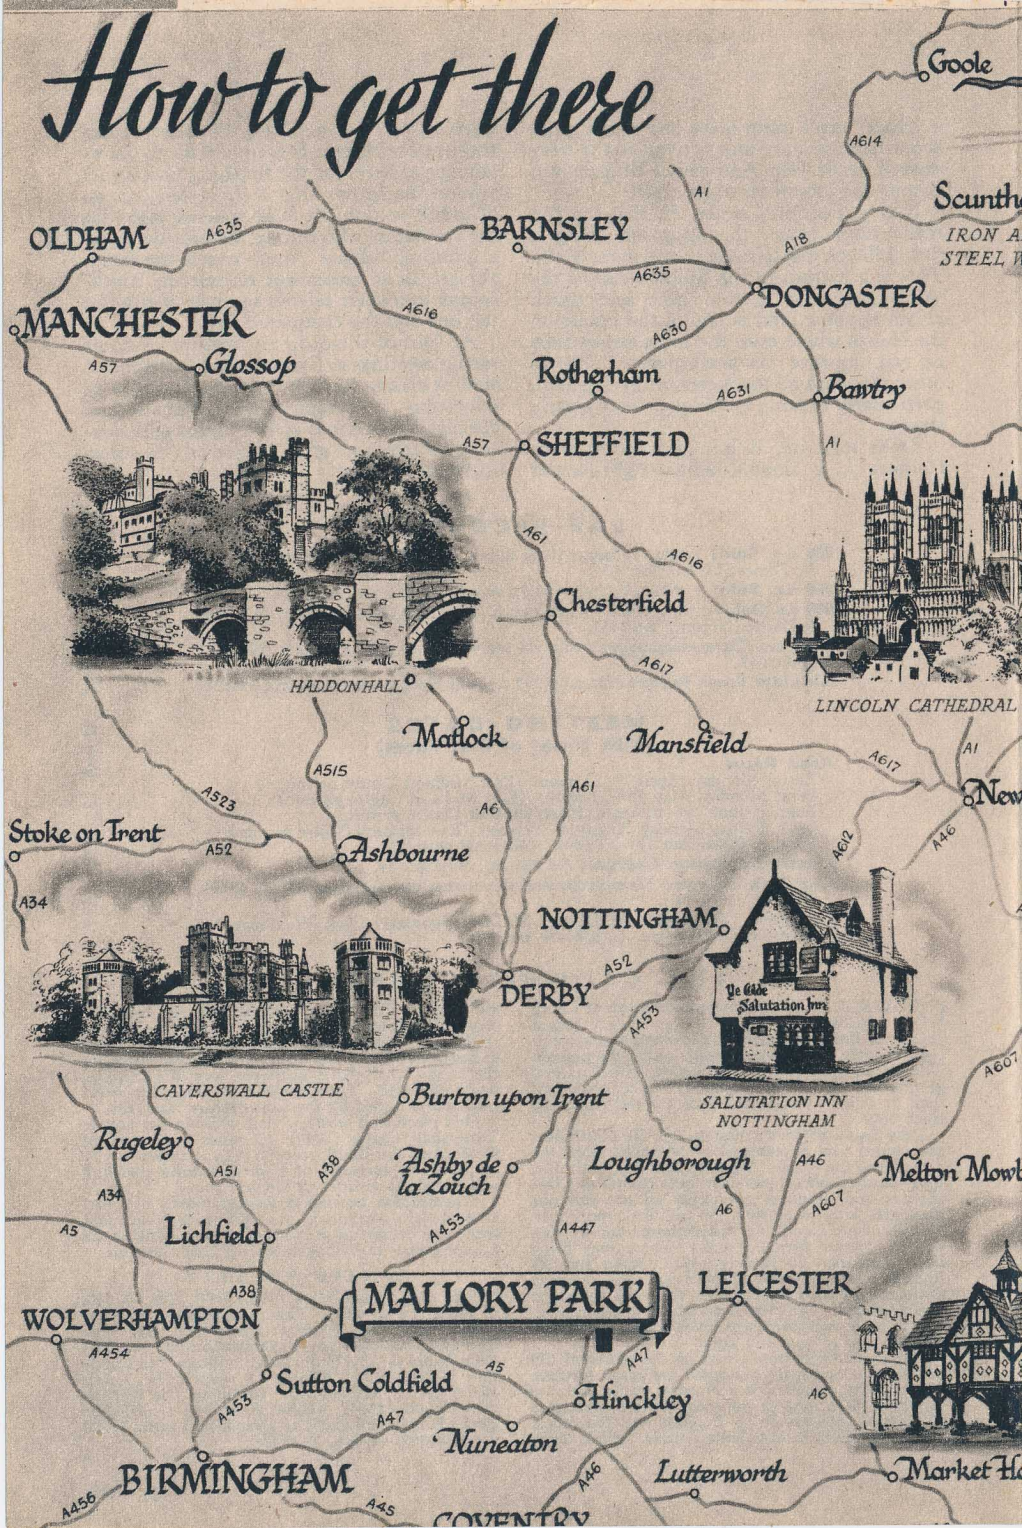 How to get there
Goole
A614
A1
Scunth
IRON A
STEEL W
OLDHAM
A635
BARNSLEY
A18
A635
DONCASTER
MANCHESTER
A616
A630
A57
Glossop
Rotherham
A631
Bawtry
A57
SHEFFIELD
A1
A61
A616
Chesterfield
A617
HADDON HALL
LINCOLN CATHEDRAL
Matlock
Mansfield
A617
A1
A515
A6
A61
New
A523
A612
A46
Stoke on Trent
A52
Ashbourne
A34
NOTTINGHAM
A52
DERBY
Ye Olde
Salutation Inn
A453
A607
CAVERSWALL CASTLE
Burton upon Trent
SALUTATION INN
NOTTINGHAM
Rugeley
A51
A38
Ashby de
la Zouch
Loughborough
A46
Melton Mowb
A34
A5
Lichfield
A453
A447
A6
A607
A38
MALLORY PARK
LEICESTER
WOLVERHAMPTON
A454
A5
A47
Sutton Coldfield
Hinckley
A6
A453
A47
Nuneaton
BIRMINGHAM
A46
Lutterworth
Market Ha
A456
A45
COVENTRY